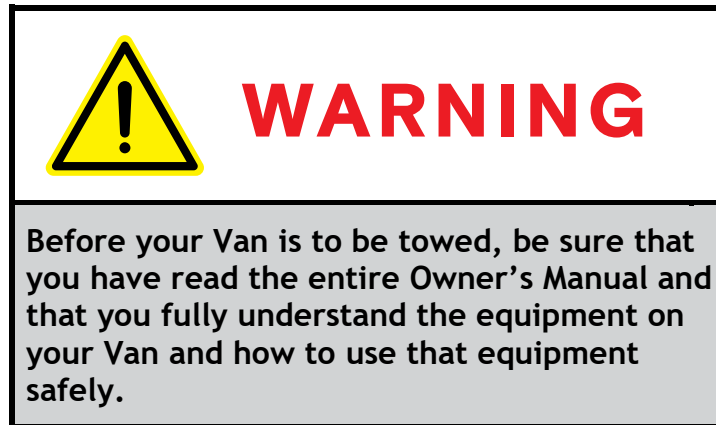 WARNING
Before your Van is to be towed, be sure that
you have read the entire Owner’s Manual and
that you fully understand the equipment on
your Van and how to use that equipment
safely.